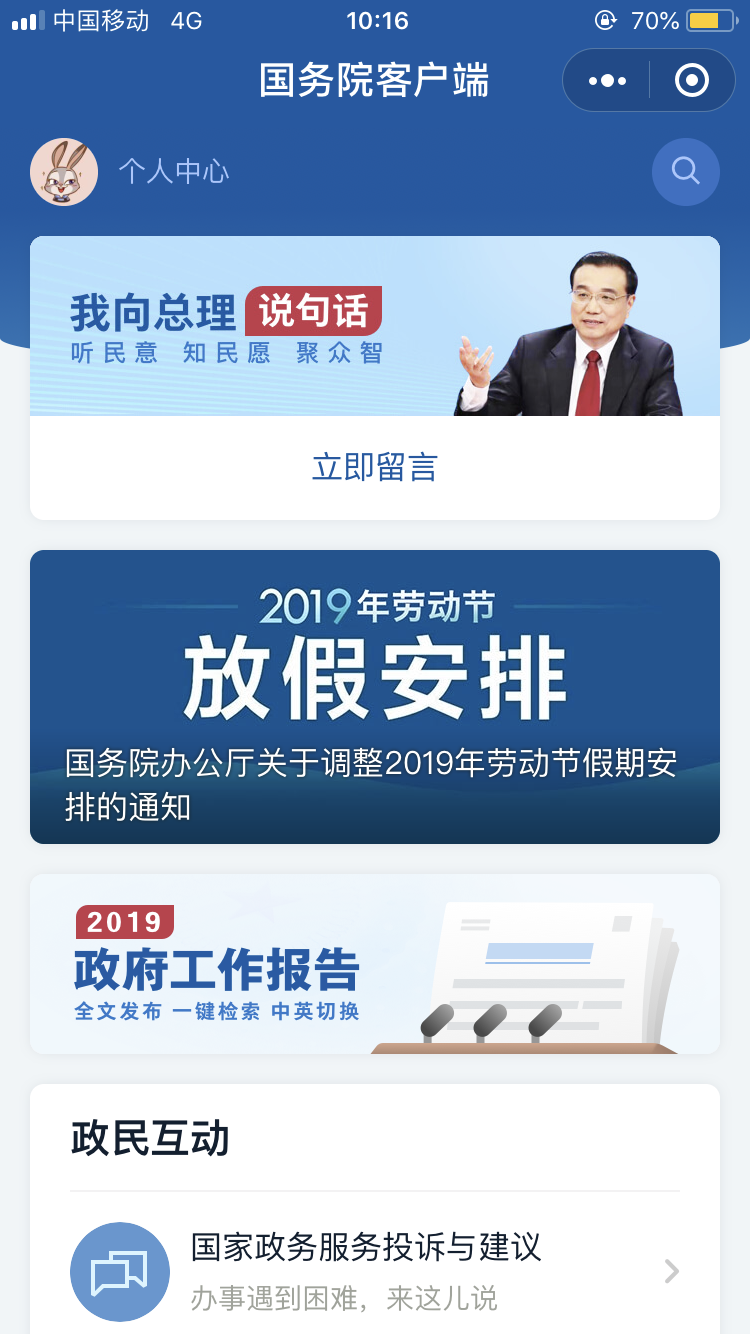 中国移动 4G 10:16 70%
国务院客户端
个人中心
我向总理 说句话
听民意 知民愿 聚众智
立即留言
2019年劳动节
放假安排
国务院办公厅关于调整2019年劳动节假期安
排的通知
2019
政府工作报告
全文发布 一键检索 中英切换
政民互动
国家政务服务投诉与建议
办事遇到困难，来这儿说